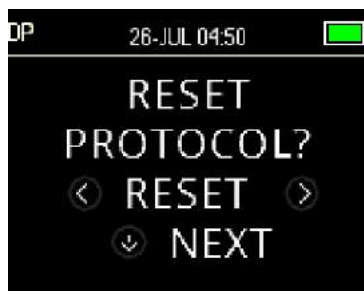 DP 26-JUL 04:50
RESET
PROTOCOL?
RESET
NEXT